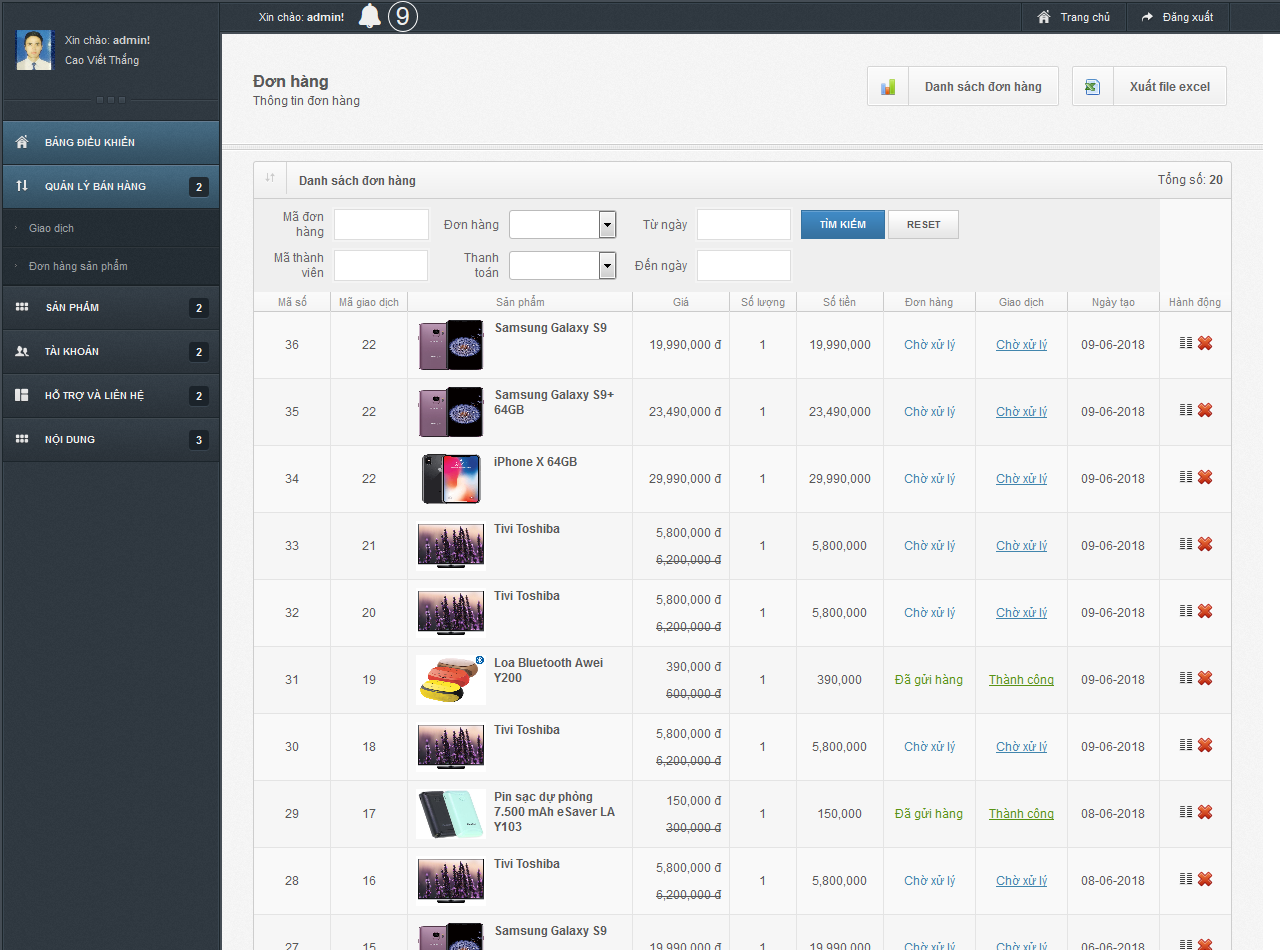 Xin chào: admin!
Cao Viết Thắng
BẢNG ĐIỀU KHIỂN
QUẢN LÝ BÁN HÀNG 2
Giao dịch
Đơn hàng sản phẩm
SẢN PHẨM 2
TÀI KHOẢN 2
HỖ TRỢ VÀ LIÊN HỆ 2
NỘI DUNG 3
Xin chào: admin! 9 Trang chủ Đăng xuất
Đơn hàng
Thông tin đơn hàng
Danh sách đơn hàng Xuất file excel
Danh sách đơn hàng Tổng số: 20
Mã đơn hàng Đơn hàng Từ ngày TÌM KIẾM RESET
Mã thành viên Thanh toán Đến ngày
Mã số Mã giao dịch Sản phẩm Giá Số lượng Số tiền Đơn hàng Giao dịch Ngày tạo Hành động
36 22 Samsung Galaxy S9 19,990,000 đ 1 19,990,000 Chờ xử lý Chờ xử lý 09-06-2018
35 22 Samsung Galaxy S9+ 64GB 23,490,000 đ 1 23,490,000 Chờ xử lý Chờ xử lý 09-06-2018
34 22 iPhone X 64GB 29,990,000 đ 1 29,990,000 Chờ xử lý Chờ xử lý 09-06-2018
33 21 Tivi Toshiba 5,800,000 đ 6,200,000 đ 1 5,800,000 Chờ xử lý Chờ xử lý 09-06-2018
32 20 Tivi Toshiba 5,800,000 đ 6,200,000 đ 1 5,800,000 Chờ xử lý Chờ xử lý 09-06-2018
31 19 Loa Bluetooth Awei Y200 390,000 đ 600,000 đ 1 390,000 Đã gửi hàng Thành công 09-06-2018
30 18 Tivi Toshiba 5,800,000 đ 6,200,000 đ 1 5,800,000 Chờ xử lý Chờ xử lý 09-06-2018
29 17 Pin sạc dự phòng 7.500 mAh eSaver LA Y103 150,000 đ 300,000 đ 1 150,000 Đã gửi hàng Thành công 08-06-2018
28 16 Tivi Toshiba 5,800,000 đ 6,200,000 đ 1 5,800,000 Chờ xử lý Chờ xử lý 08-06-2018
27 15 Samsung Galaxy S9 19,990,000 đ 1 19,990,000 Chờ xử lý Chờ xử lý 06-06-2018